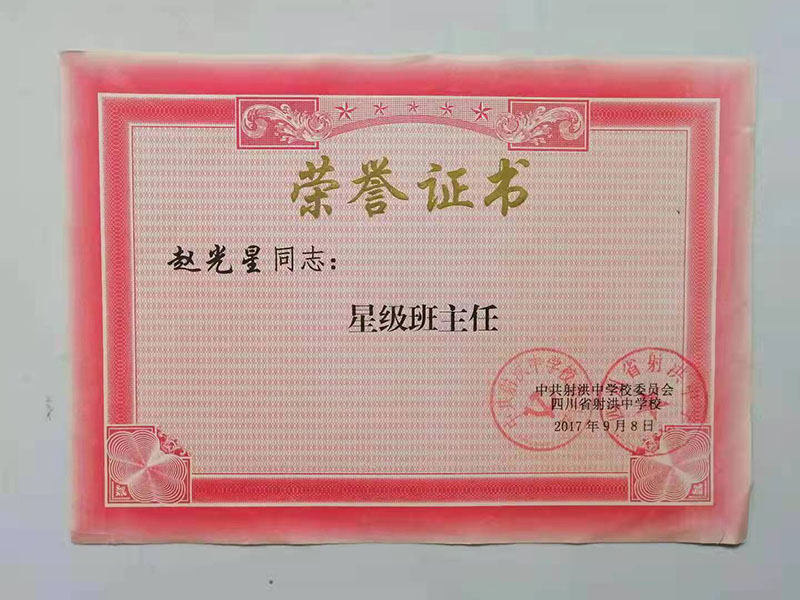 荣誉证书
赵光星同志：
星级班主任
中共射洪中学校委员会
四川省射洪中学校
2017年9月8日